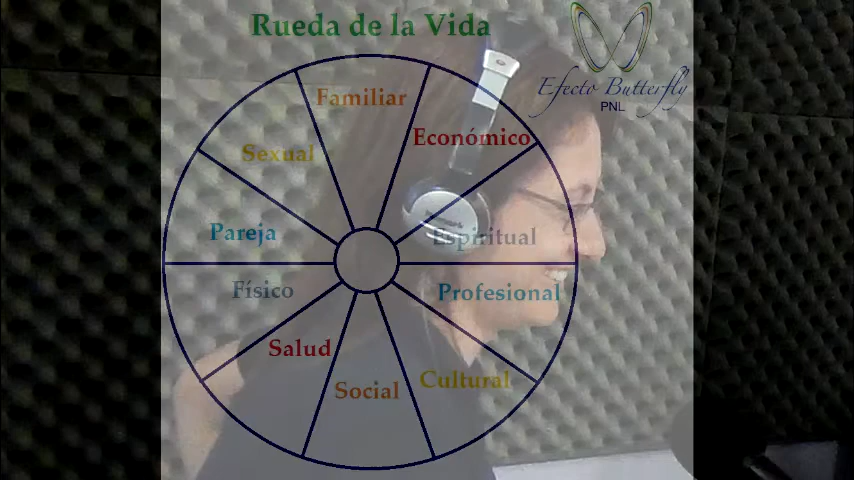 Rueda de la Vida
Efecto Butterfly
PNL
Familiar
Económico
Sexual
Pareja
Espiritual
Físico
Profesional
Salud
Cultural
Social